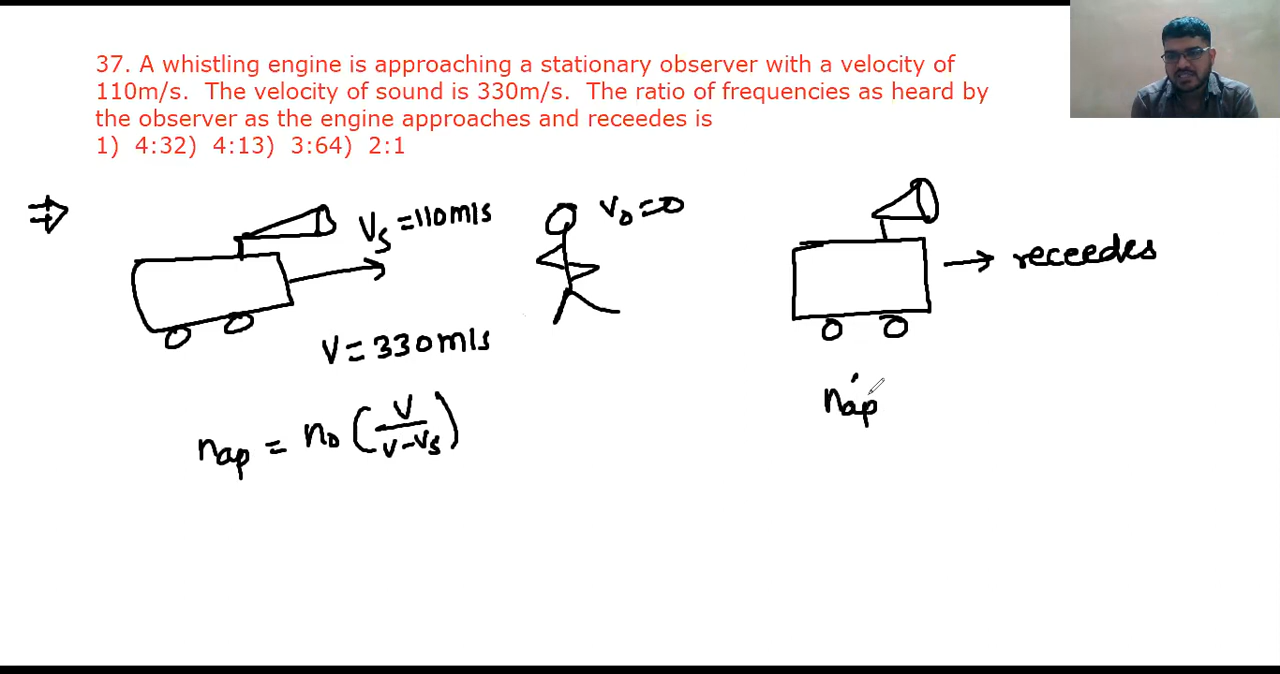 37. A whistling engine is approaching a stationary observer with a velocity of
110m/s. The velocity of sound is 330m/s. The ratio of frequencies as heard by
the observer as the engine approaches and receedes is
1) 4:32) 4:13) 3:64) 2:1
⇒ Vs = 110m/s V₀ = 0
→ receedes
V = 330m/s
nap = n₀ (V/V-Vs)
n'ap